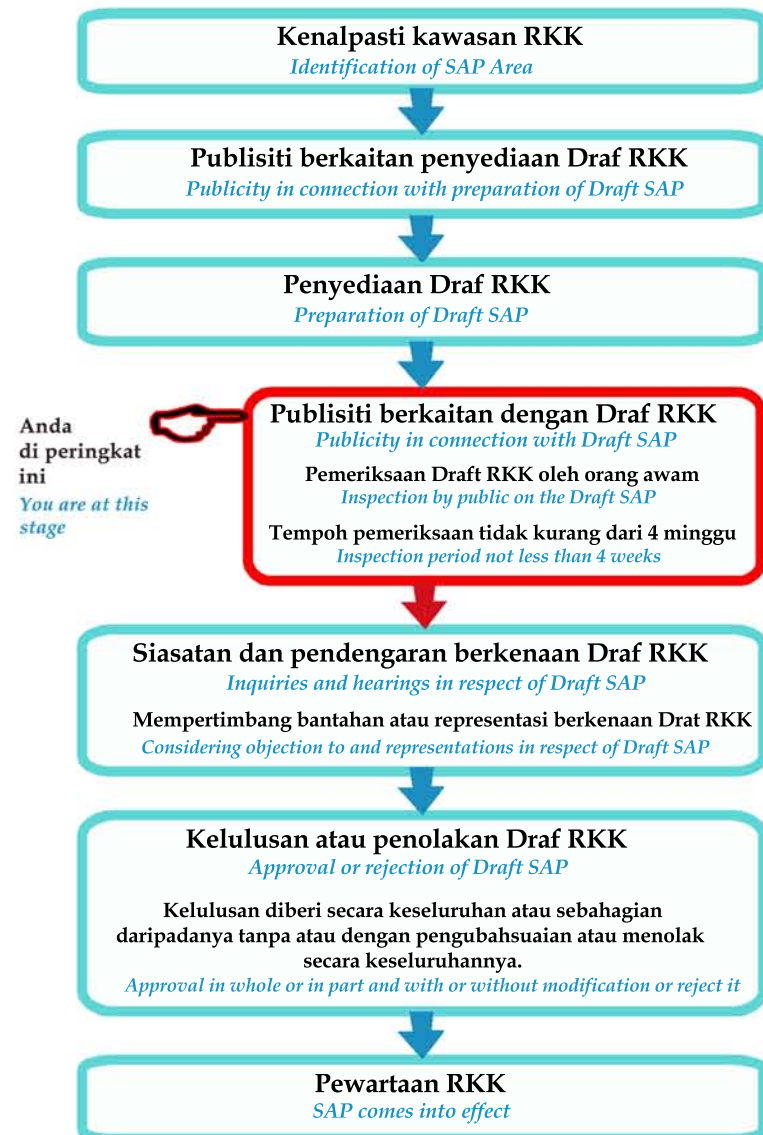 Kenalpasti kawasan RKK
Identification of SAP Area
Publisiti berkaitan penyediaan Draf RKK
Publicity in connection with preparation of Draft SAP
Penyediaan Draf RKK
Preparation of Draft SAP
Anda
di peringkat
ini
You are at this
stage
Publisiti berkaitan dengan Draf RKK
Publicity in connection with Draft SAP
Pemeriksaan Draft RKK oleh orang awam
Inspection by public on the Draft SAP
Tempoh pemeriksaan tidak kurang dari 4 minggu
Inspection period not less than 4 weeks
Siasatan dan pendengaran berkenaan Draf RKK
Inquiries and hearings in respect of Draft SAP
Mempertimbang bantahan atau representasi berkenaan Drat RKK
Considering objection to and representations in respect of Draft SAP
Kelulusan atau penolakan Draf RKK
Approval or rejection of Draft SAP
Kelulusan diberi secara keseluruhan atau sebahagian
daripadanya tanpa atau dengan pengubahsuaian atau menolak
secara keseluruhannya.
Approval in whole or in part and with or without modification or reject it
Pewartaan RKK
SAP comes into effect